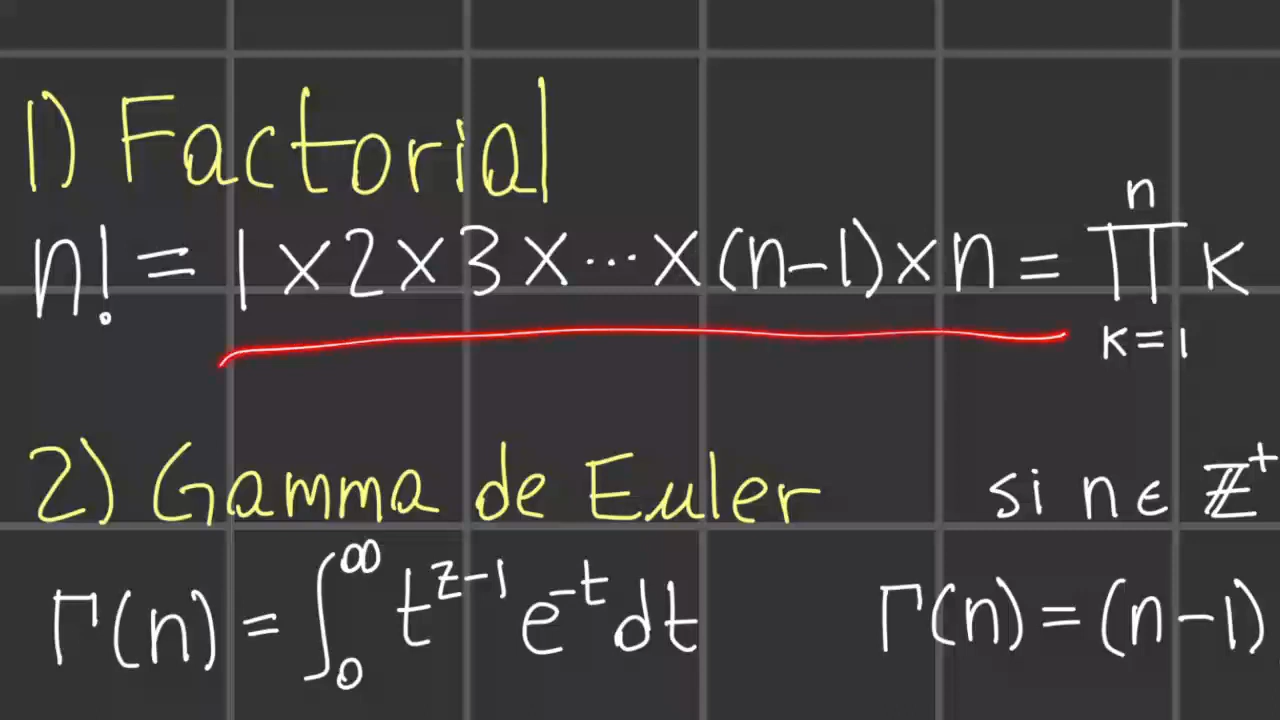 1) Factorial
n! = 1 × 2 × 3 × ··· × (n-1) × n = ∏_{k=1}^{n} k
2) Gamma de Euler
si n ∈ ℤ⁺
Γ(n) = ∫_0^∞ t^{z-1} e^{-t} dt
Γ(n) = (n-1)